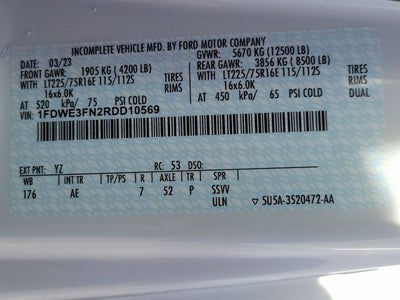 INCOMPLETE VEHICLE MFD. BY FORD MOTOR COMPANY
03/23 GVWR: 5670 KG (12500 LB)
FRONT GAWR: 1905 KG (4200 LB) REAR GAWR: 3856 KG (8500 LB)
WITH LT225/75R16E 115/112S TIRES WITH LT225/75R16E 115/112S TIRES
16x6.0K RIMS 16x6.0K RIMS
AT 520 kPa/ 75 PSI COLD AT 450 kPa/ 65 PSI COLD DUAL
VIN: 1FDWE3FN2RDD10569
EXT PNT: YZ RC: 53 DSO:
WB INT TR TP/PS R AXLE TR SPR
176 AE 7 52 P SSVV
ULN ▽5U5A-3520472-AA